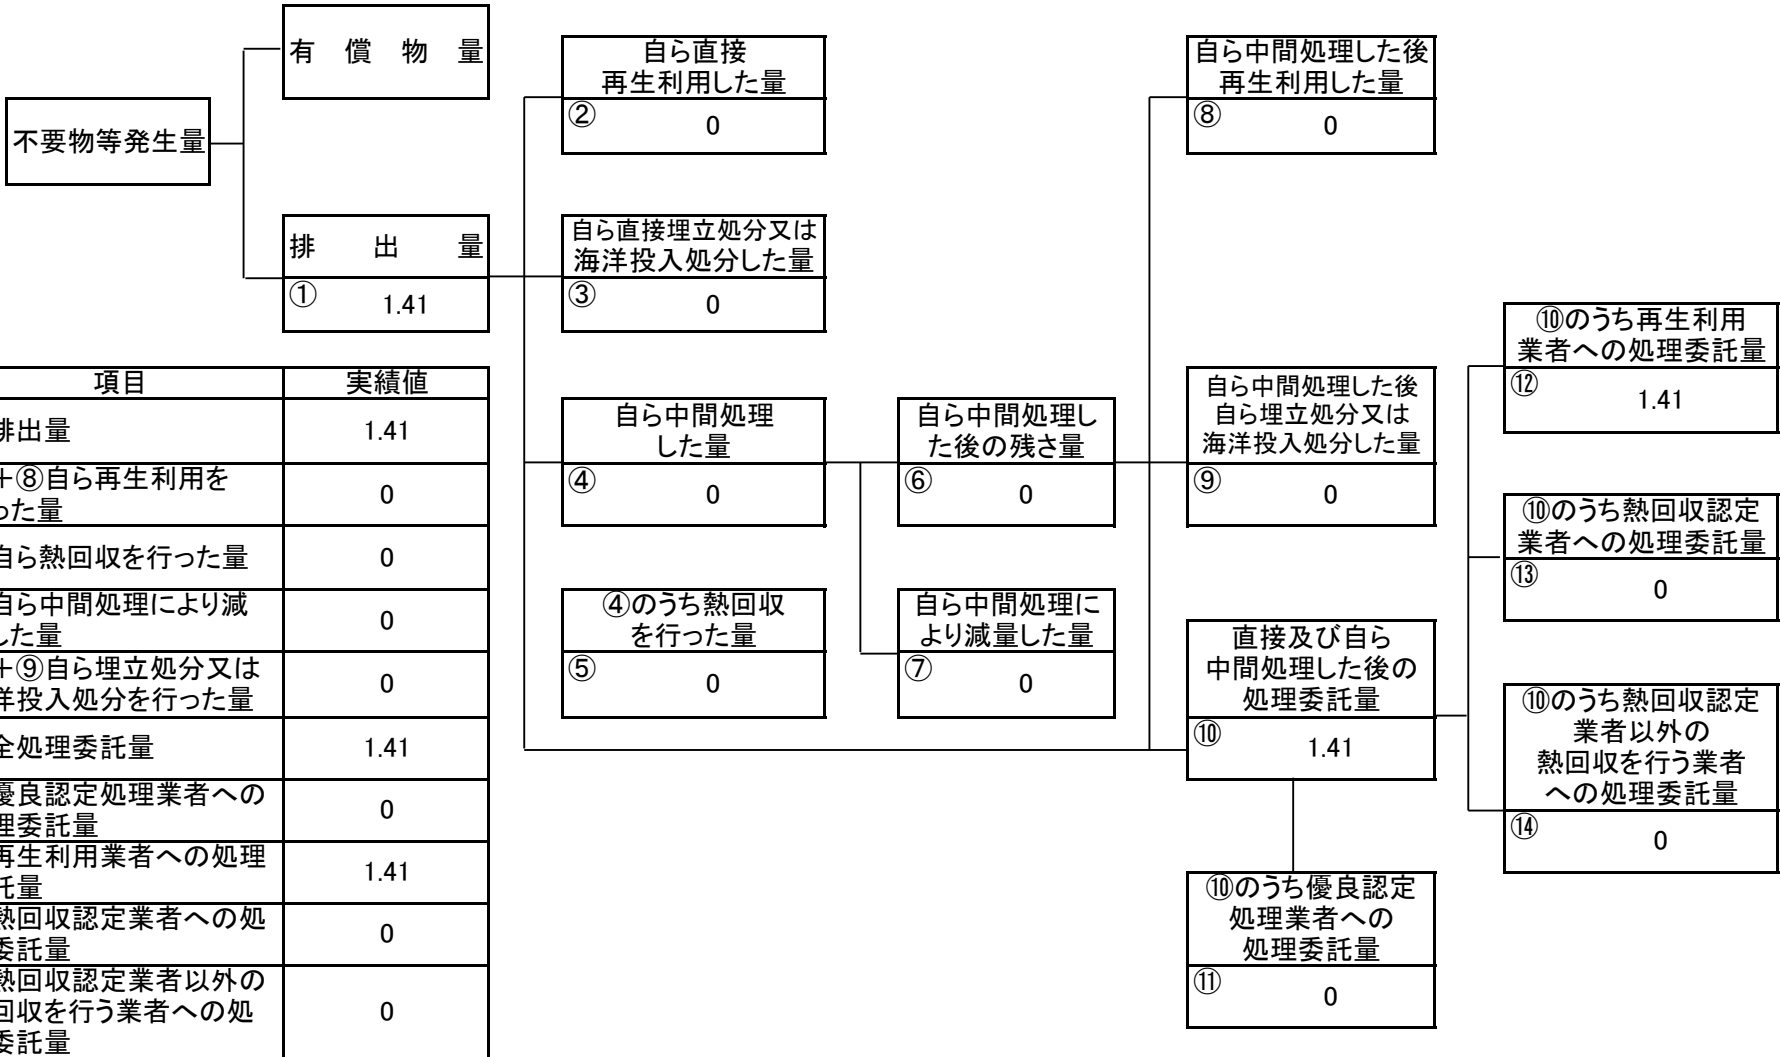 有償物量
不要物等発生量
排出量
① 1.41
自ら直接
再生利用した量
② 0
自ら直接埋立処分又は
海洋投入処分した量
③ 0
自ら中間処理
した量
④ 0
④のうち熱回収
を行った量
⑤ 0
自ら中間処理し
た後の残さ量
⑥ 0
自ら中間処理に
より減量した量
⑦ 0
自ら中間処理した後
再生利用した量
⑧ 0
自ら中間処理した後
自ら埋立処分又は
海洋投入処分した量
⑨ 0
直接及び自ら
中間処理した後の
処理委託量
⑩ 1.41
⑩のうち優良認定
処理業者への
処理委託量
⑪ 0
⑩のうち再生利用
業者への処理委託量
⑫ 1.41
⑩のうち熱回収認定
業者への処理委託量
⑬ 0
⑩のうち熱回収認定
業者以外の
熱回収を行う業者
への処理委託量
⑭ 0
項目 実績値
排出量 1.41
+⑧自ら再生利用を
った量 0
自ら熱回収を行った量 0
自ら中間処理により減
した量 0
+⑨自ら埋立処分又は
洋投入処分を行った量 0
全処理委託量 1.41
優良認定処理業者への
理委託量 0
再生利用業者への処理
託量 1.41
熱回収認定業者への処
委託量 0
熱回収認定業者以外の
回収を行う業者への処
委託量 0